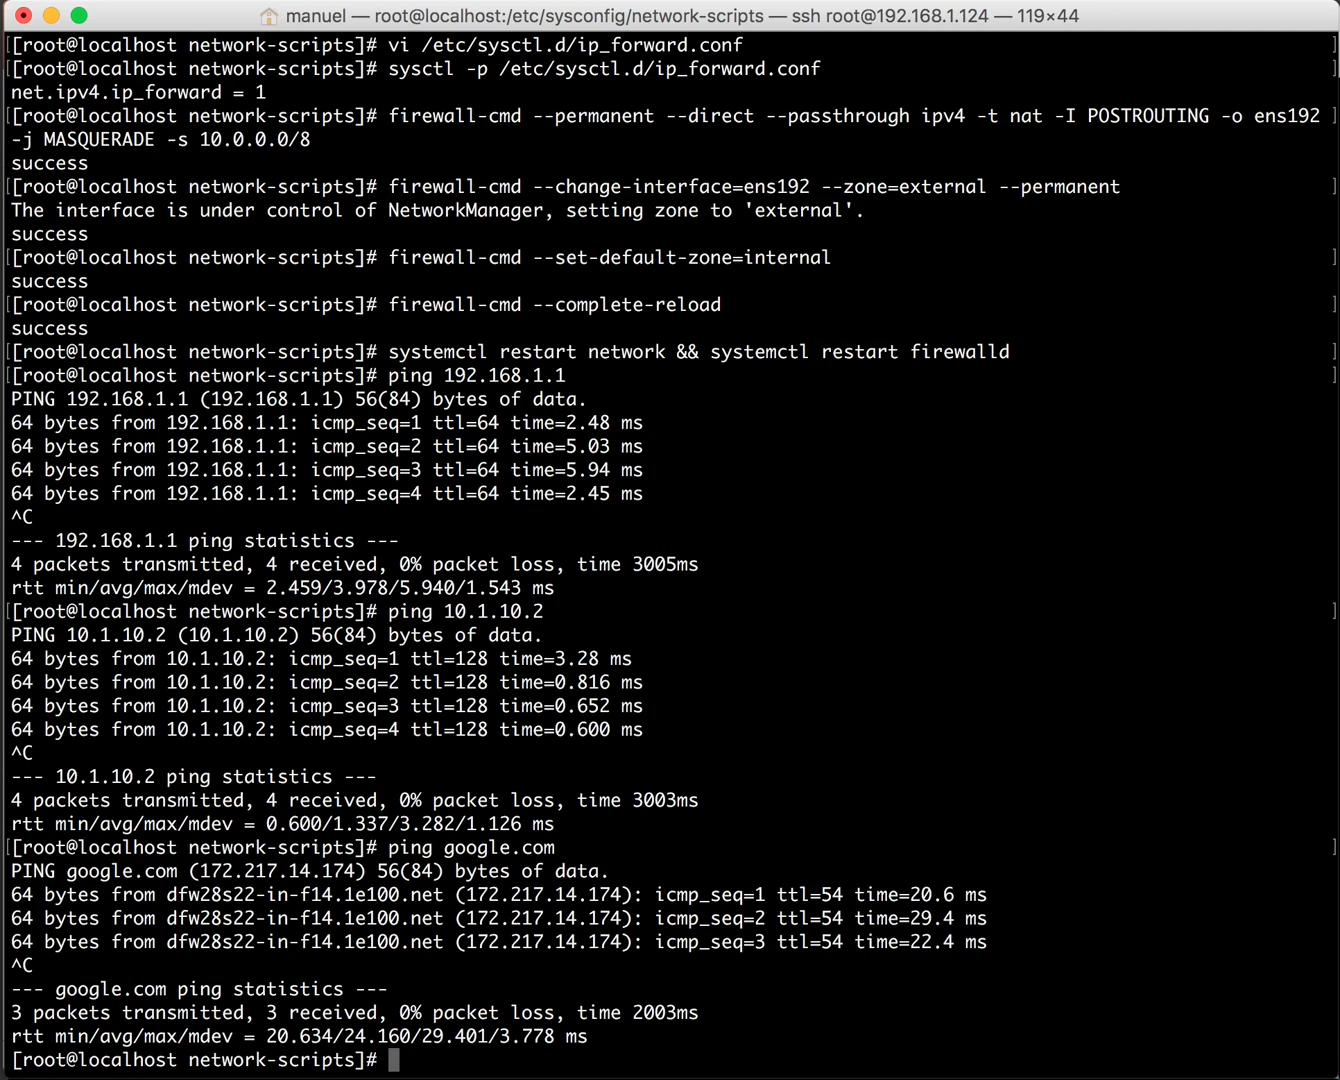 manuel — root@localhost:/etc/sysconfig/network-scripts — ssh root@192.168.1.124 — 119×44
[[root@localhost network-scripts]# vi /etc/sysctl.d/ip_forward.conf ]
[[root@localhost network-scripts]# sysctl -p /etc/sysctl.d/ip_forward.conf ]
net.ipv4.ip_forward = 1
[[root@localhost network-scripts]# firewall-cmd --permanent --direct --passthrough ipv4 -t nat -I POSTROUTING -o ens192 ]
-j MASQUERADE -s 10.0.0.0/8
success
[[root@localhost network-scripts]# firewall-cmd --change-interface=ens192 --zone=external --permanent ]
The interface is under control of NetworkManager, setting zone to 'external'.
success
[[root@localhost network-scripts]# firewall-cmd --set-default-zone=internal ]
success
[[root@localhost network-scripts]# firewall-cmd --complete-reload ]
success
[[root@localhost network-scripts]# systemctl restart network && systemctl restart firewalld ]
[[root@localhost network-scripts]# ping 192.168.1.1 ]
PING 192.168.1.1 (192.168.1.1) 56(84) bytes of data.
64 bytes from 192.168.1.1: icmp_seq=1 ttl=64 time=2.48 ms
64 bytes from 192.168.1.1: icmp_seq=2 ttl=64 time=5.03 ms
64 bytes from 192.168.1.1: icmp_seq=3 ttl=64 time=5.94 ms
64 bytes from 192.168.1.1: icmp_seq=4 ttl=64 time=2.45 ms
^C
--- 192.168.1.1 ping statistics ---
4 packets transmitted, 4 received, 0% packet loss, time 3005ms
rtt min/avg/max/mdev = 2.459/3.978/5.940/1.543 ms
[[root@localhost network-scripts]# ping 10.1.10.2 ]
PING 10.1.10.2 (10.1.10.2) 56(84) bytes of data.
64 bytes from 10.1.10.2: icmp_seq=1 ttl=128 time=3.28 ms
64 bytes from 10.1.10.2: icmp_seq=2 ttl=128 time=0.816 ms
64 bytes from 10.1.10.2: icmp_seq=3 ttl=128 time=0.652 ms
64 bytes from 10.1.10.2: icmp_seq=4 ttl=128 time=0.600 ms
^C
--- 10.1.10.2 ping statistics ---
4 packets transmitted, 4 received, 0% packet loss, time 3003ms
rtt min/avg/max/mdev = 0.600/1.337/3.282/1.126 ms
[[root@localhost network-scripts]# ping google.com ]
PING google.com (172.217.14.174) 56(84) bytes of data.
64 bytes from dfw28s22-in-f14.1e100.net (172.217.14.174): icmp_seq=1 ttl=54 time=20.6 ms
64 bytes from dfw28s22-in-f14.1e100.net (172.217.14.174): icmp_seq=2 ttl=54 time=29.4 ms
64 bytes from dfw28s22-in-f14.1e100.net (172.217.14.174): icmp_seq=3 ttl=54 time=22.4 ms
^C
--- google.com ping statistics ---
3 packets transmitted, 3 received, 0% packet loss, time 2003ms
rtt min/avg/max/mdev = 20.634/24.160/29.401/3.778 ms
[root@localhost network-scripts]#